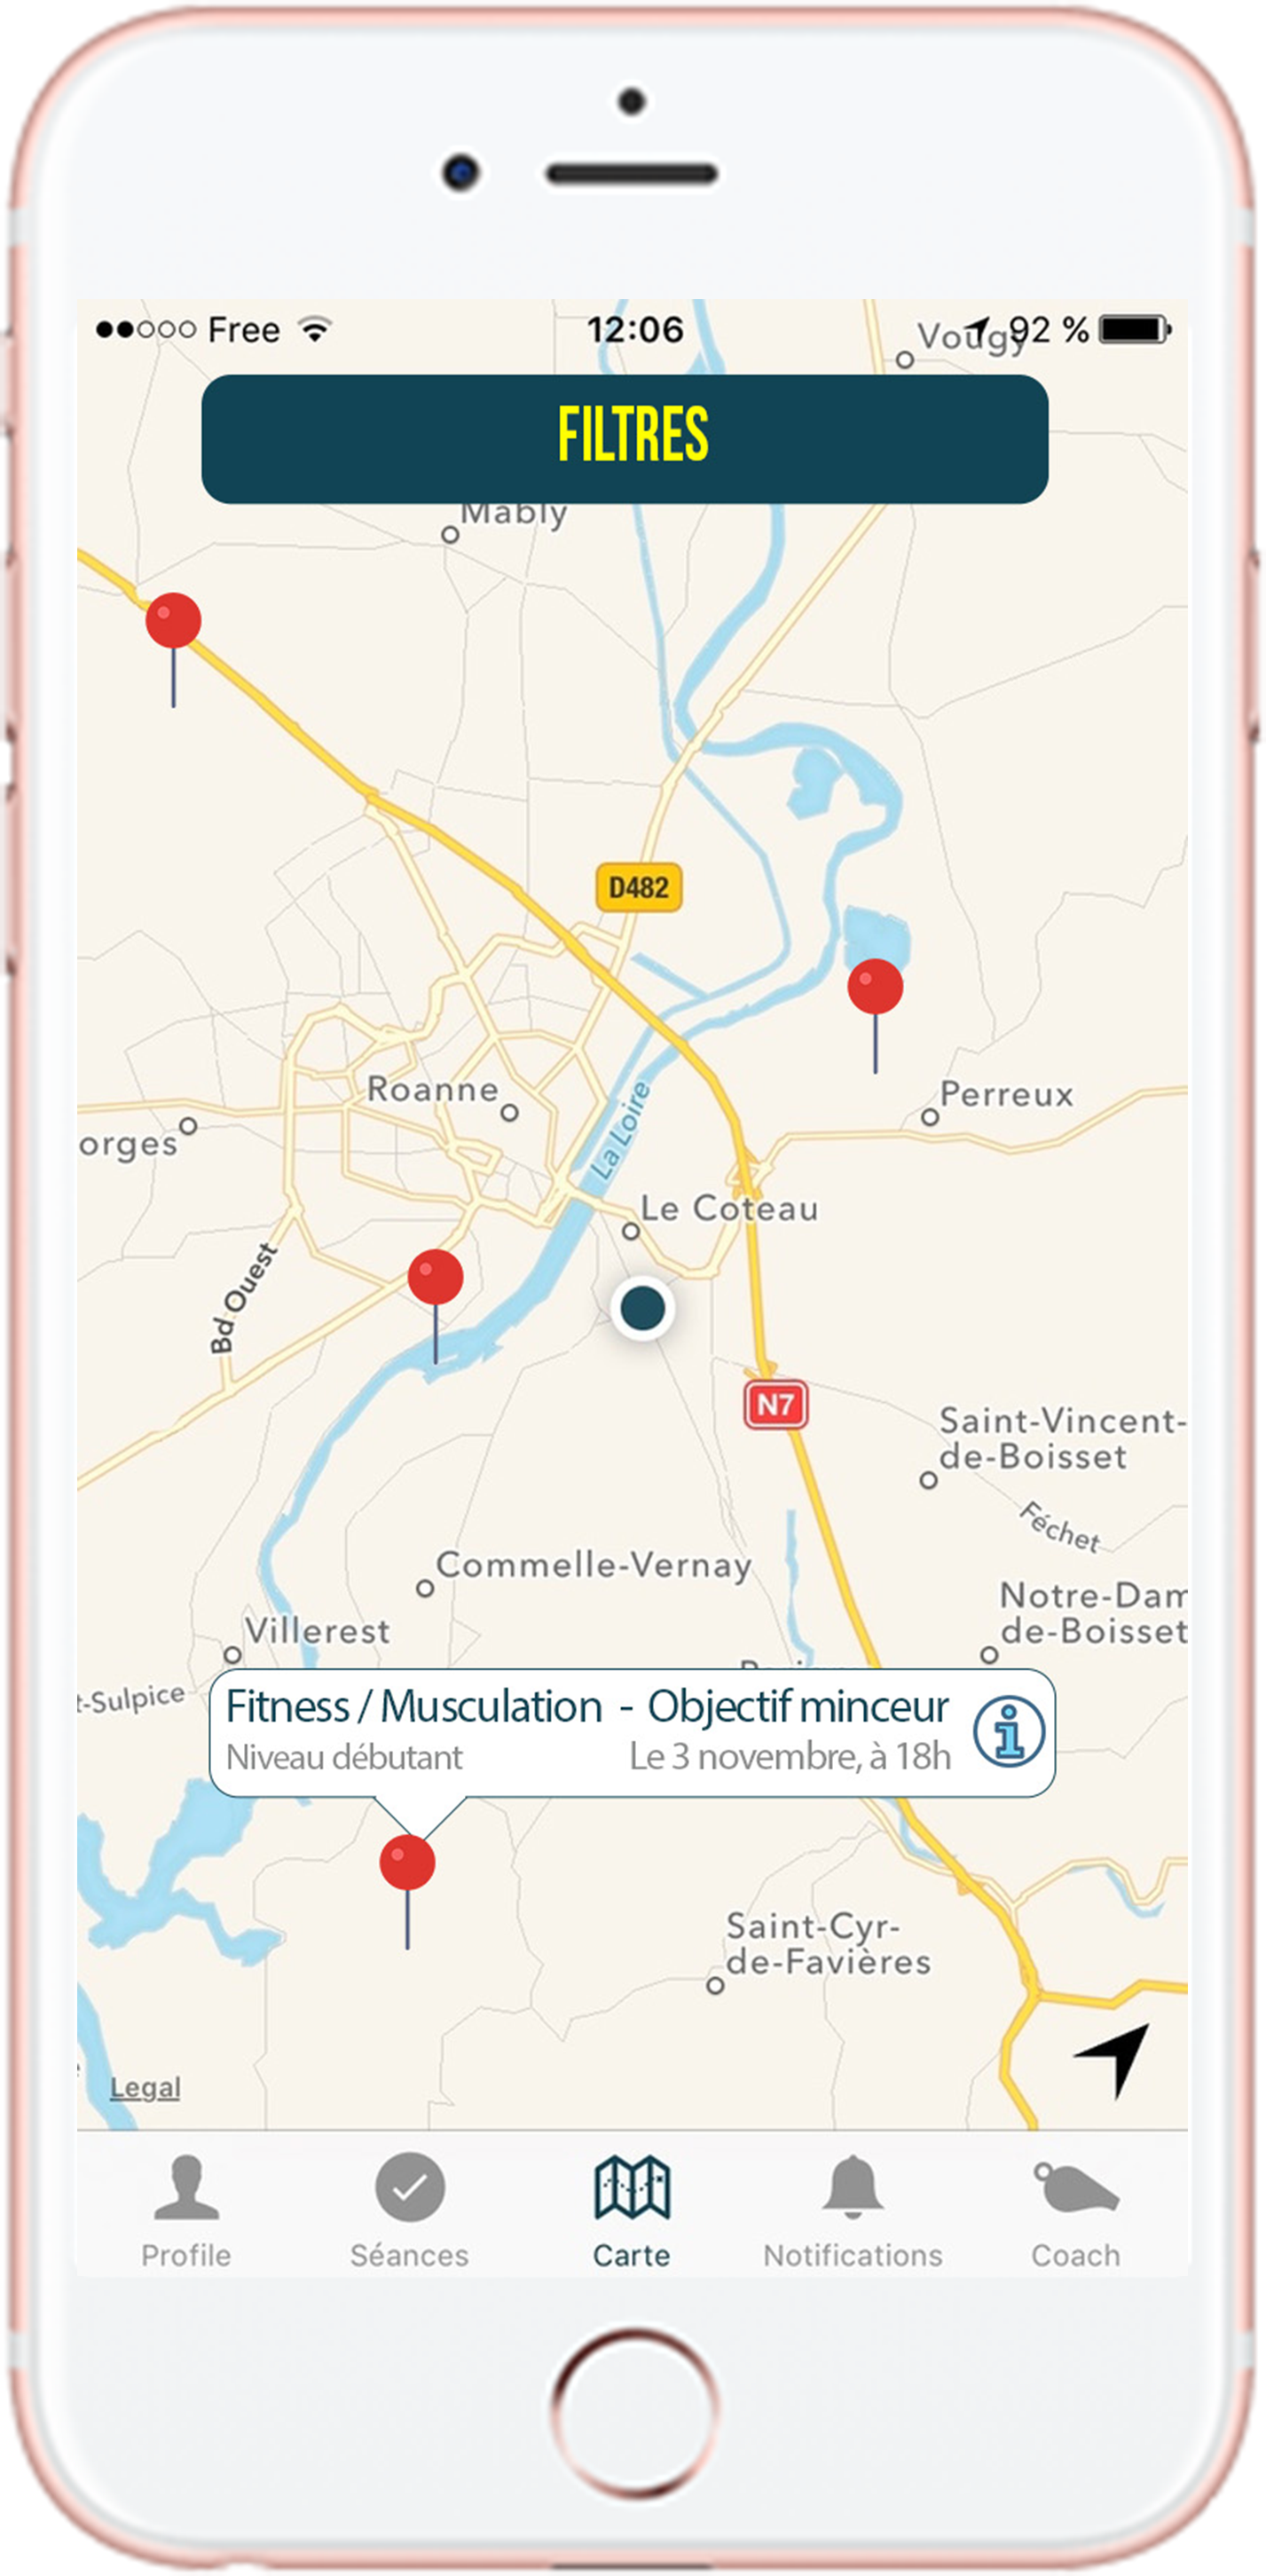 ●●○○○ Free 12:06 92 %
Vougy
FILTRES
Mably
D482
Roanne
Perreux
orges
La Loire
Le Coteau
Bd Ouest
N7
Saint-Vincent-
de-Boisset
Féchet
Commelle-Vernay
Notre-Dam
de-Boisset
Villerest
t-Sulpice
Fitness / Musculation - Objectif minceur
Niveau débutant Le 3 novembre, à 18h
Saint-Cyr-
de-Favières
Legal
Profile Séances Carte Notifications Coach